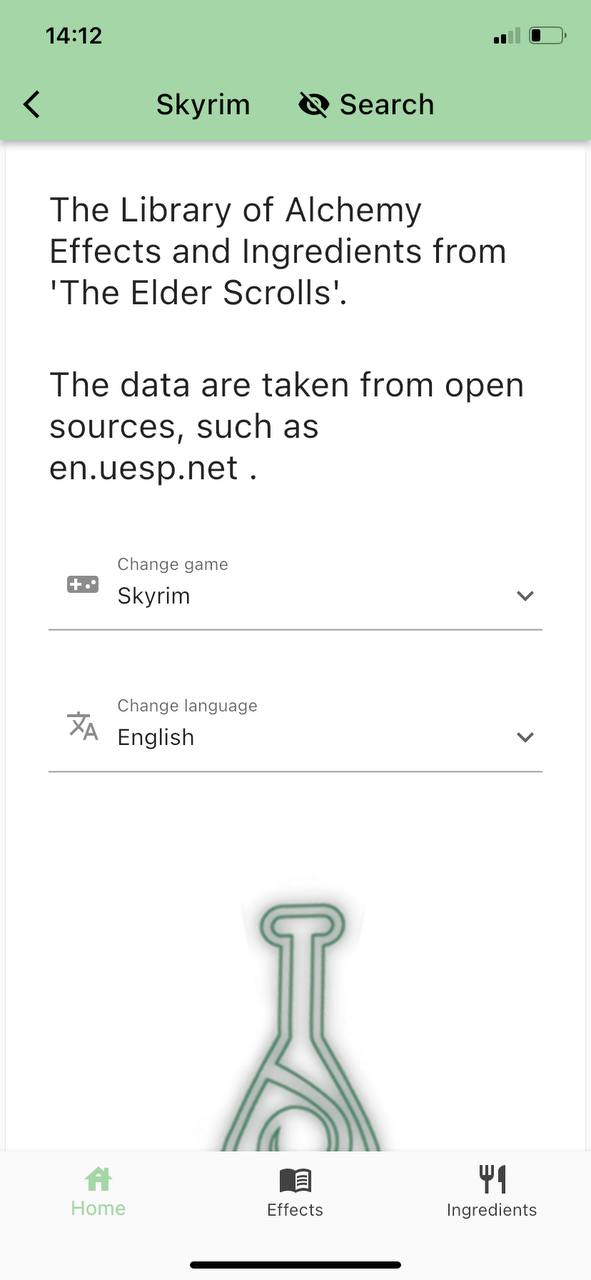 14:12
Skyrim Search
The Library of Alchemy
Effects and Ingredients from
'The Elder Scrolls'.
The data are taken from open
sources, such as
en.uesp.net .
Change game
Skyrim
Change language
English
Home Effects Ingredients